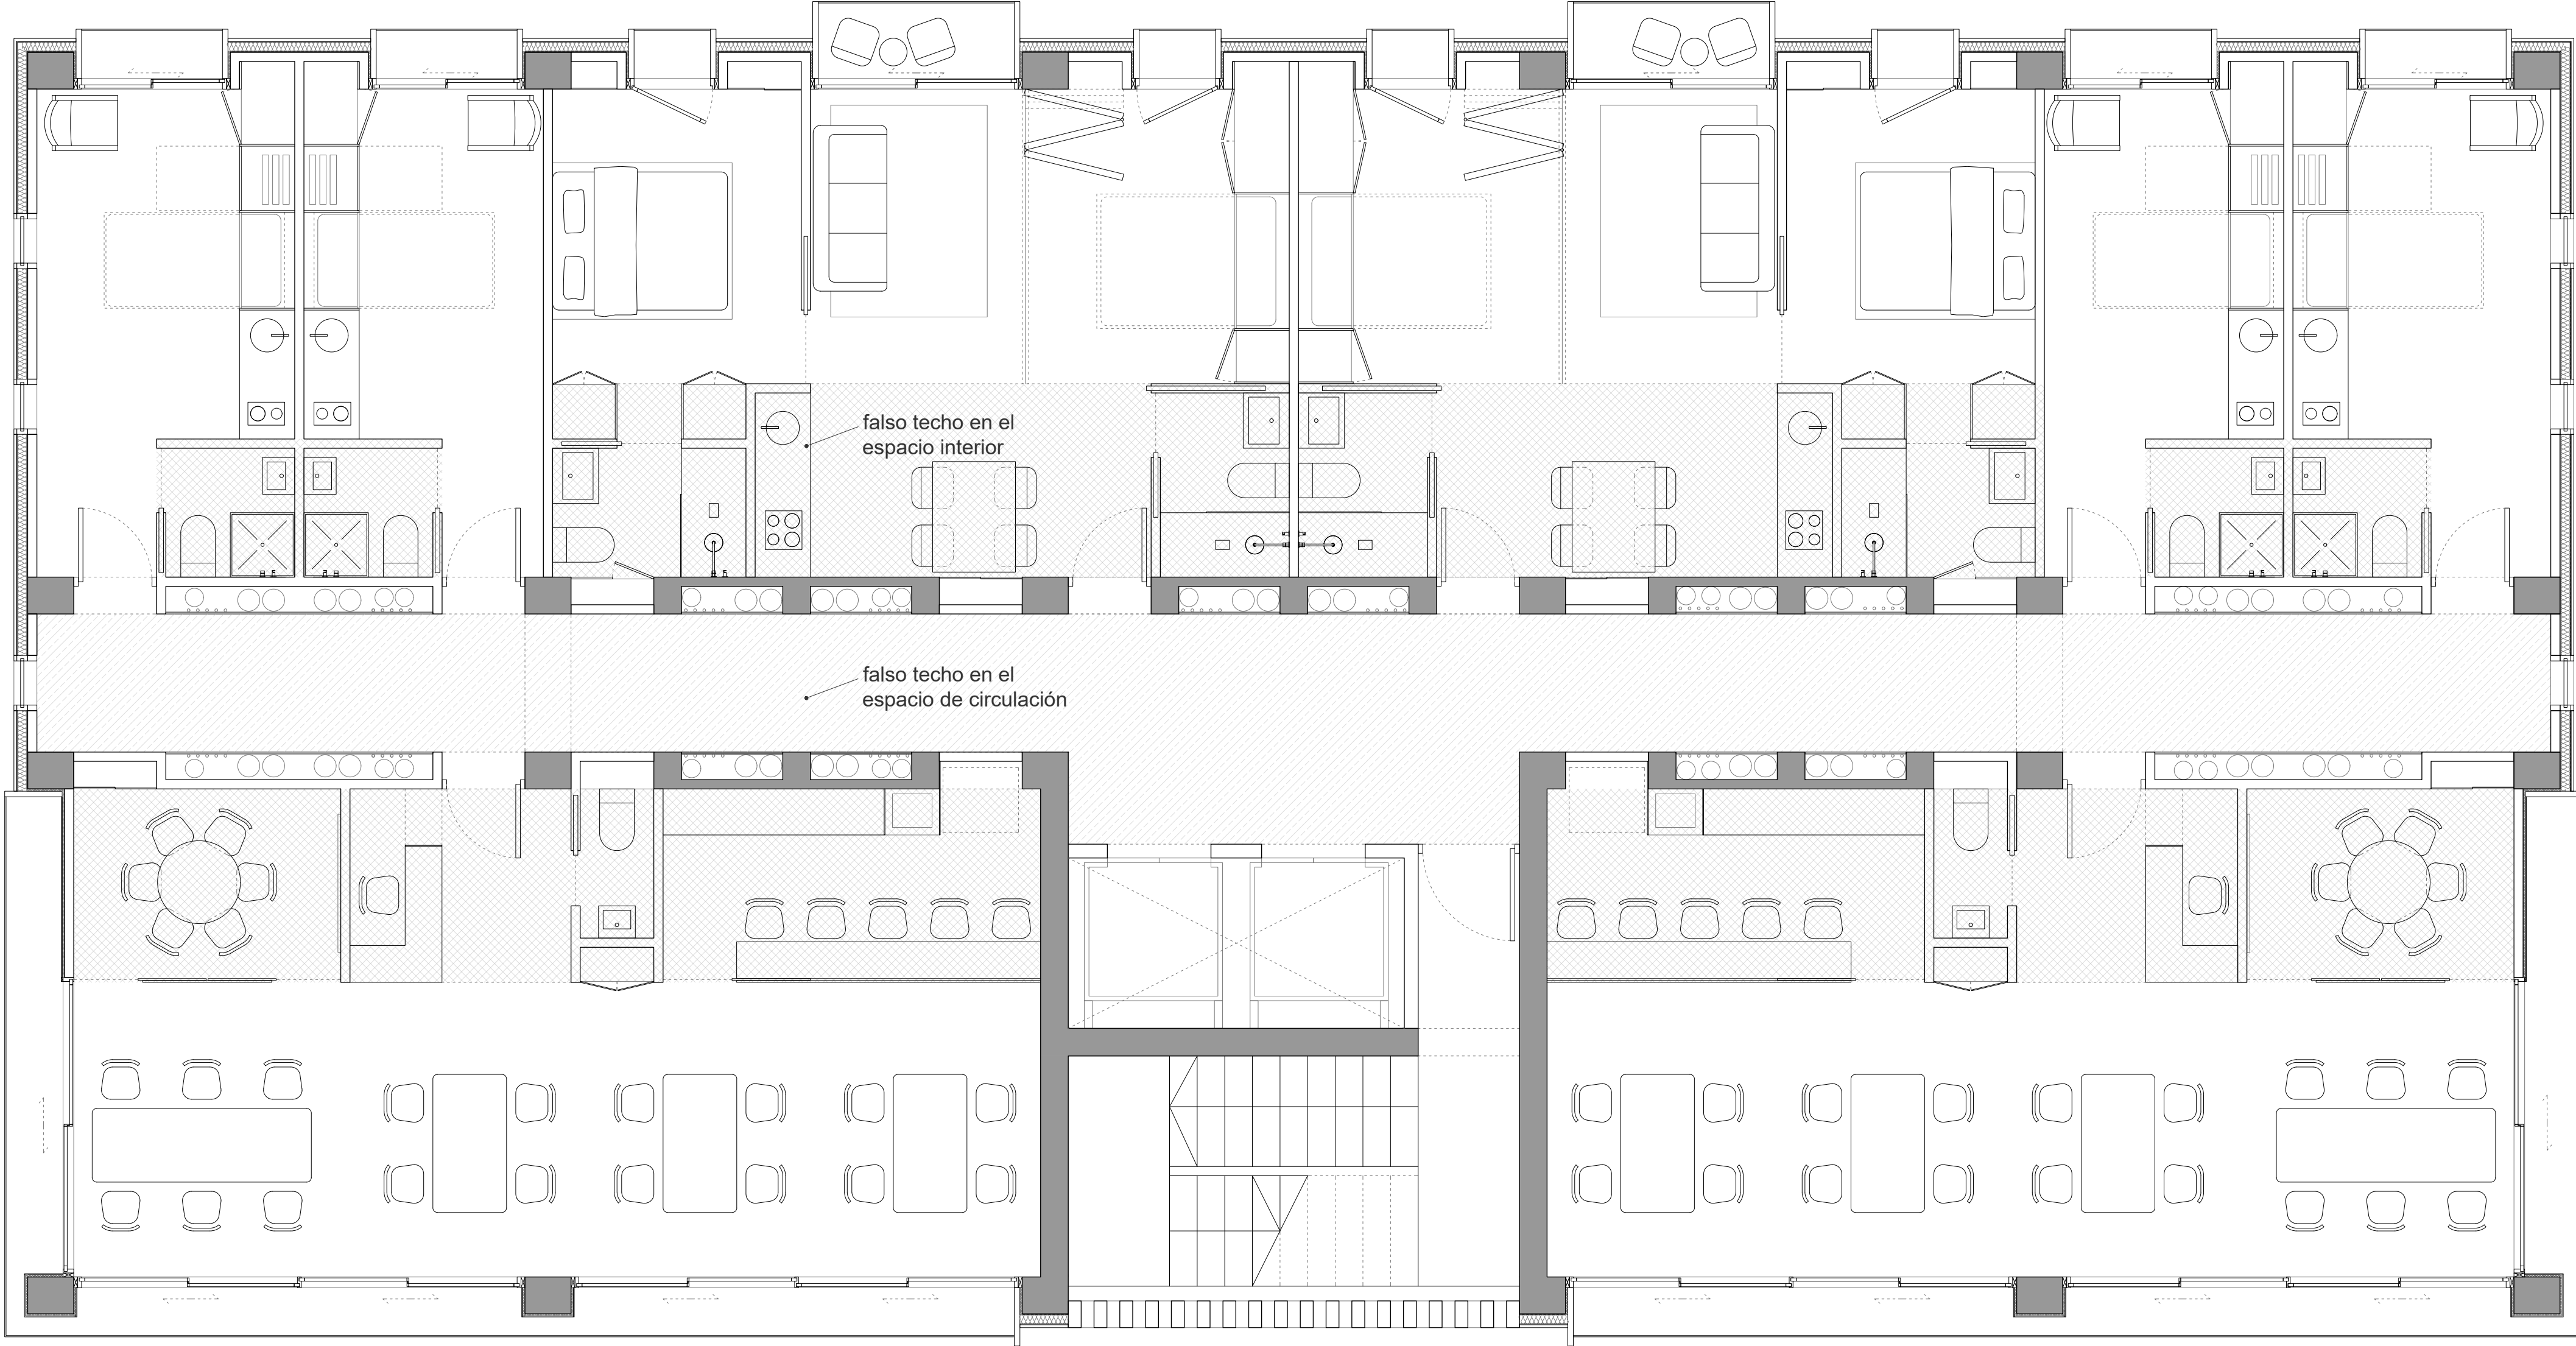 falso techo en el
espacio interior
falso techo en el
espacio de circulación